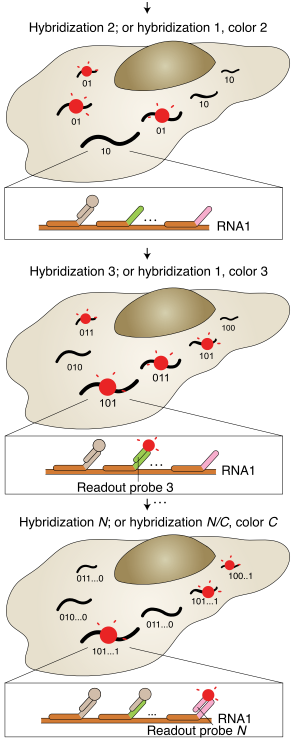 Hybridization 2; or hybridization 1, color 2
01
10
10
01
01
10
...
RNA1
Hybridization 3; or hybridization 1, color 3
011
100
101
010
011
101
...
RNA1
Readout probe 3
...
Hybridization N; or hybridization N/C, color C
011...0
100..1
101...1
010...0
011...0
101...1
...
RNA1
Readout probe N